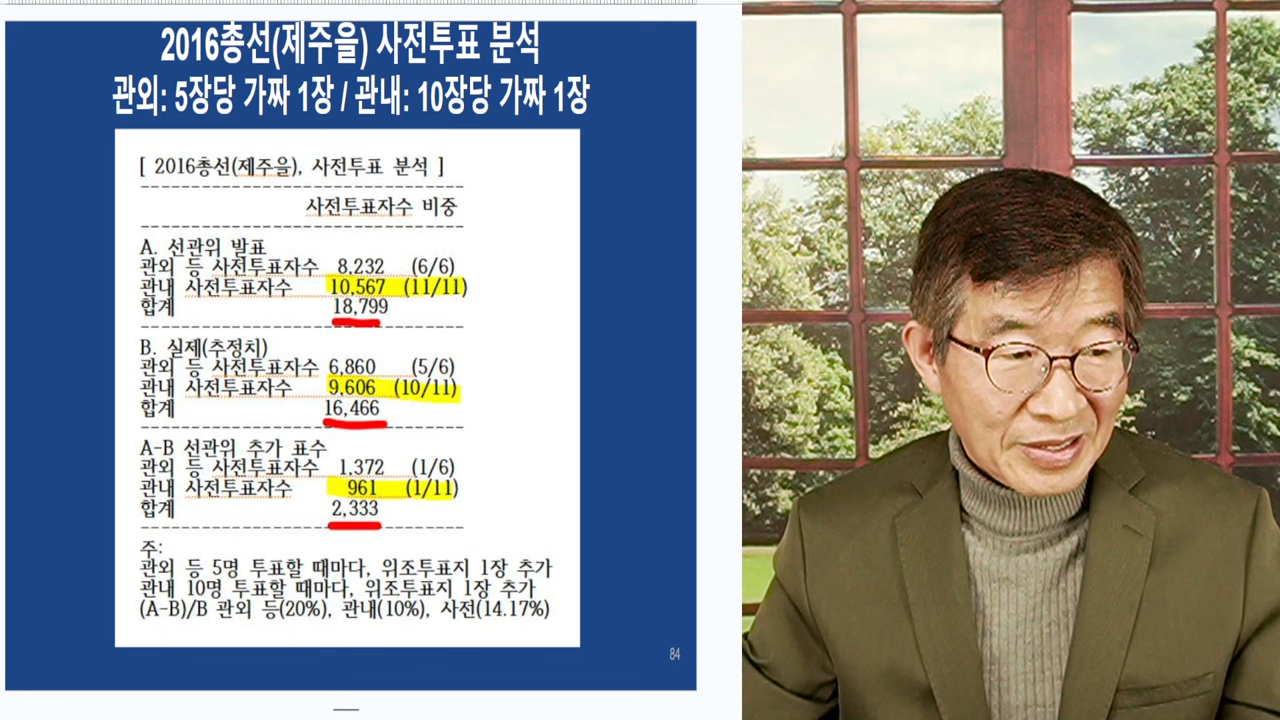 2016총선(제주을) 사전투표 분석
관외: 5장당 가짜 1장 / 관내: 10장당 가짜 1장
[ 2016총선(제주을), 사전투표 분석 ]
사전투표자수 비중
A. 선관위 발표
관외 등 사전투표자수 8,232 (6/6)
관내 사전투표자수 10,567 (11/11)
합계 18,799
B. 실제(추정치)
관외 등 사전투표자수 6,860 (5/6)
관내 사전투표자수 9,606 (10/11)
합계 16,466
A-B 선관위 추가 표수
관외 등 사전투표자수 1,372 (1/6)
관내 사전투표자수 961 (1/11)
합계 2,333
주:
관외 등 5명 투표할 때마다, 위조투표지 1장 추가
관내 10명 투표할 때마다, 위조투표지 1장 추가
(A-B)/B 관외 등(20%), 관내(10%), 사전(14.17%)
84